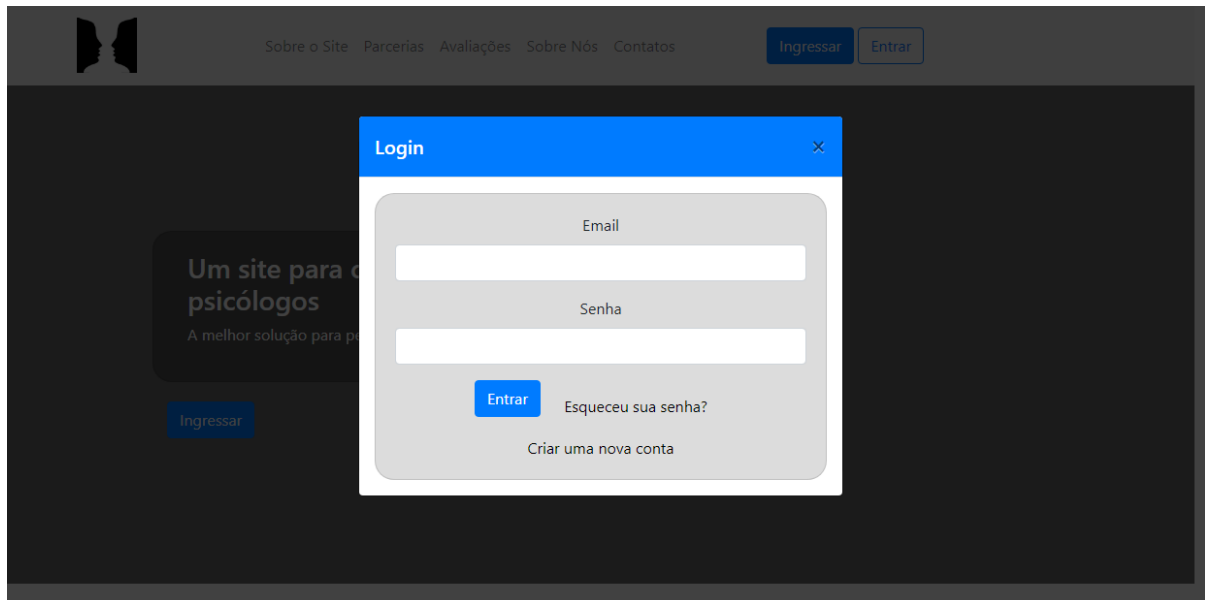 Sobre o Site Parcerias Avaliações Sobre Nós Contatos Ingressar Entrar
Login ×
Email
Senha
Entrar Esqueceu sua senha?
Criar uma nova conta
Um site para
psicólogos
A melhor solução para
Ingressar